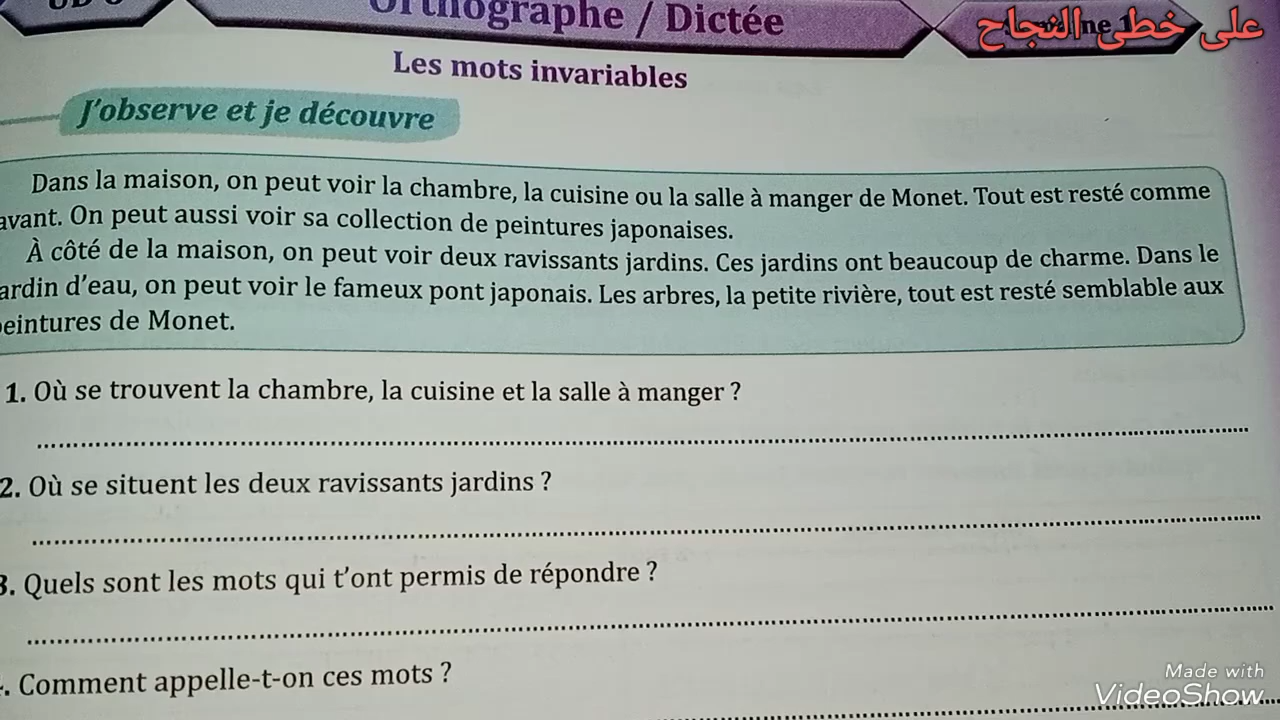 Orthographe / Dictée
على خطى النجاح
Les mots invariables
J'observe et je découvre
Dans la maison, on peut voir la chambre, la cuisine ou la salle à manger de Monet. Tout est resté comme
avant. On peut aussi voir sa collection de peintures japonaises.
À côté de la maison, on peut voir deux ravissants jardins. Ces jardins ont beaucoup de charme. Dans le
ardin d'eau, on peut voir le fameux pont japonais. Les arbres, la petite rivière, tout est resté semblable aux
peintures de Monet.
1. Où se trouvent la chambre, la cuisine et la salle à manger ?
2. Où se situent les deux ravissants jardins ?
3. Quels sont les mots qui t'ont permis de répondre ?
. Comment appelle-t-on ces mots ?
Made with
VideoShow